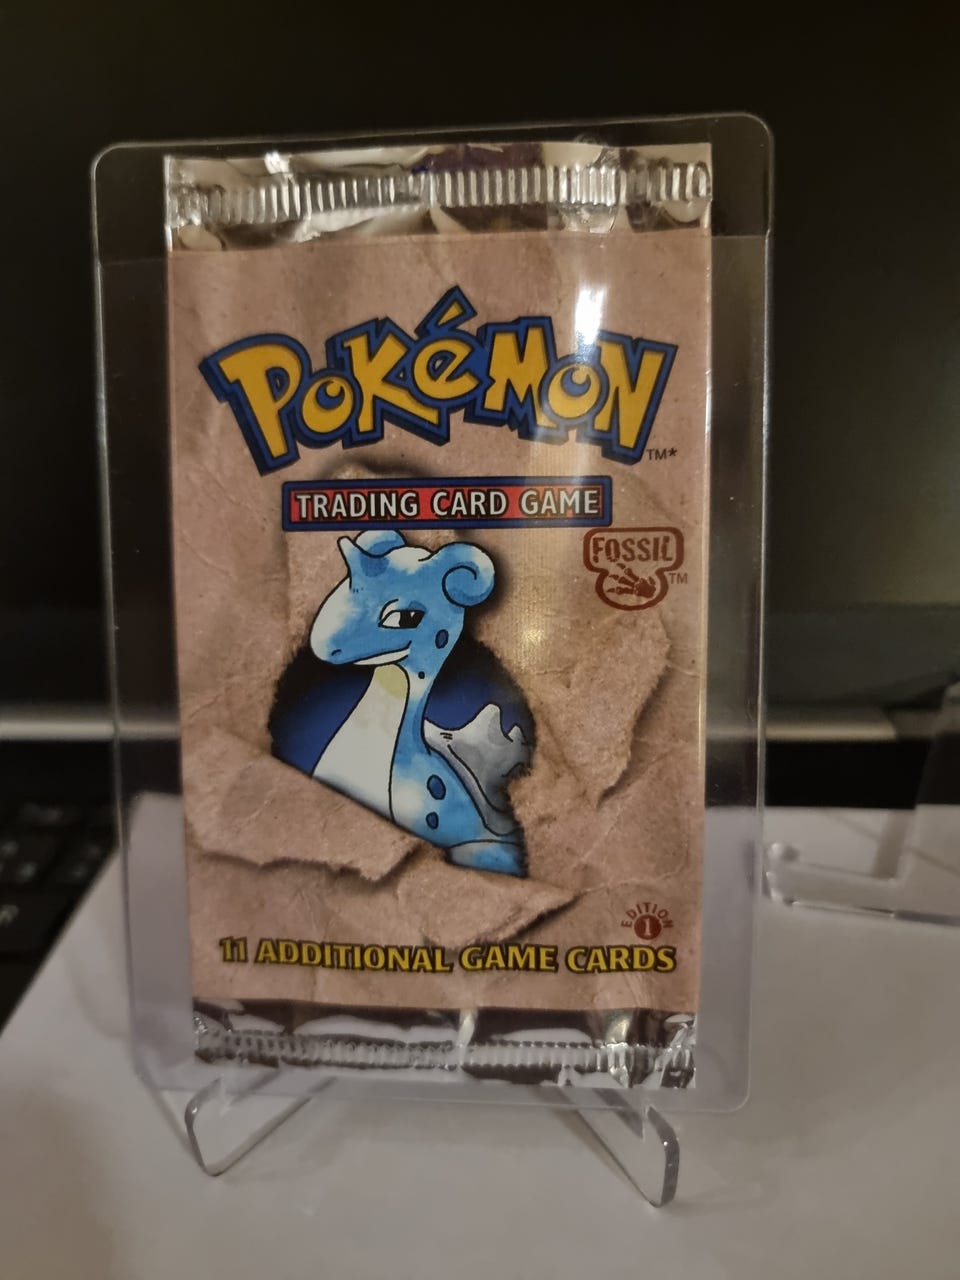 POKéMON
TM*
TRADING CARD GAME
FOSSIL
TM
EDITION
1
11 ADDITIONAL GAME CARDS